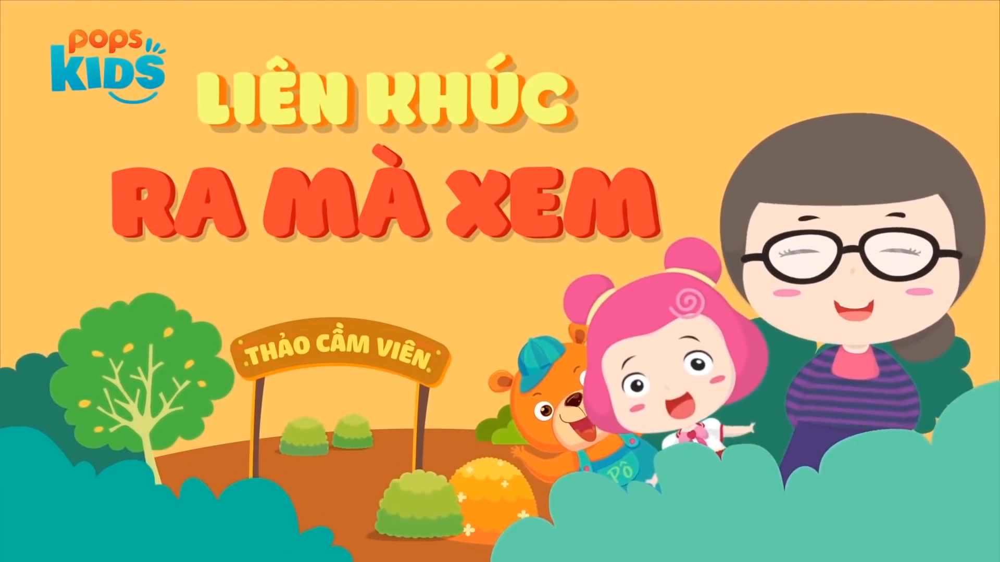 pops
KIDS
LIÊN KHÚC
RA MÀ XEM
THẢO CẦM VIÊN
Pô